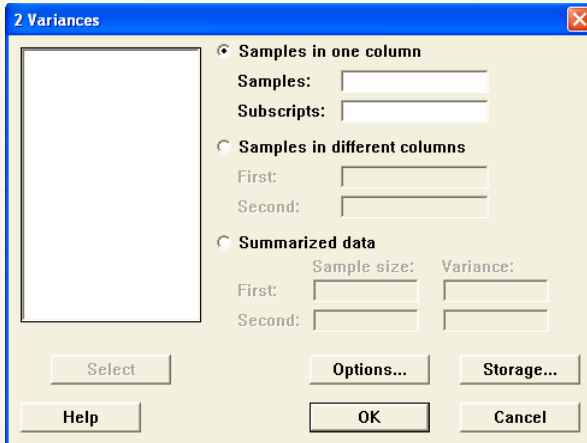 2 Variances
Samples in one column
Samples:
Subscripts:
Samples in different columns
First:
Second:
Summarized data
Sample size: Variance:
First:
Second:
Select Options... Storage...
Help OK Cancel